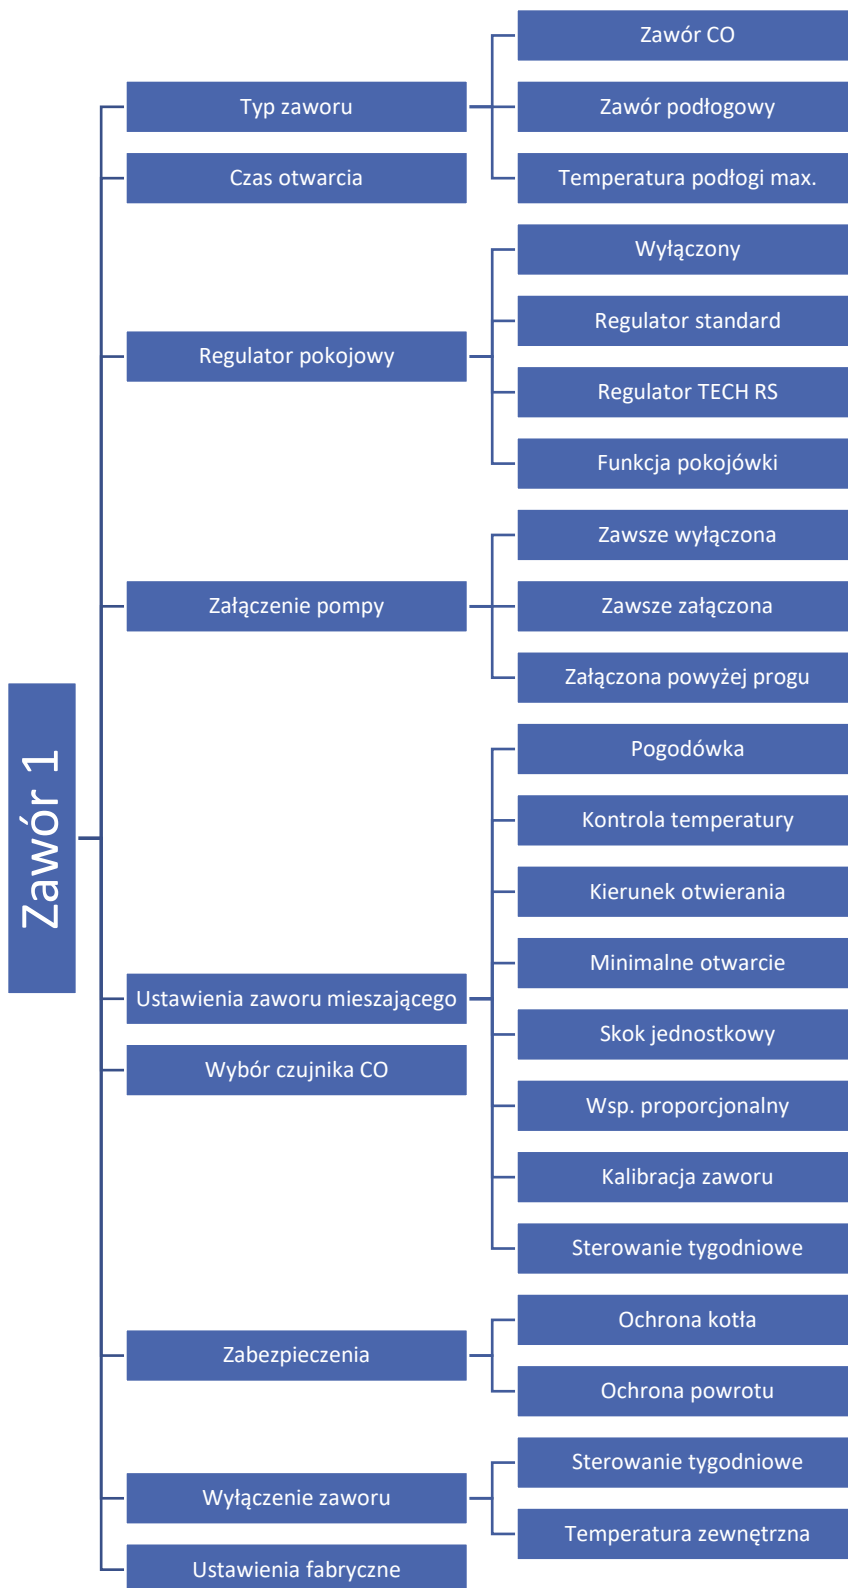 Zawór 1
Typ zaworu
Zawór CO
Zawór podłogowy
Temperatura podłogi max.
Czas otwarcia
Regulator pokojowy
Wyłączony
Regulator standard
Regulator TECH RS
Funkcja pokojówki
Załączenie pompy
Zawsze wyłączona
Zawsze załączona
Załączona powyżej progu
Ustawienia zaworu mieszającego
Pogodówka
Kontrola temperatury
Kierunek otwierania
Minimalne otwarcie
Skok jednostkowy
Wsp. proporcjonalny
Kalibracja zaworu
Sterowanie tygodniowe
Wybór czujnika CO
Zabezpieczenia
Ochrona kotła
Ochrona powrotu
Wyłączenie zaworu
Sterowanie tygodniowe
Temperatura zewnętrzna
Ustawienia fabryczne